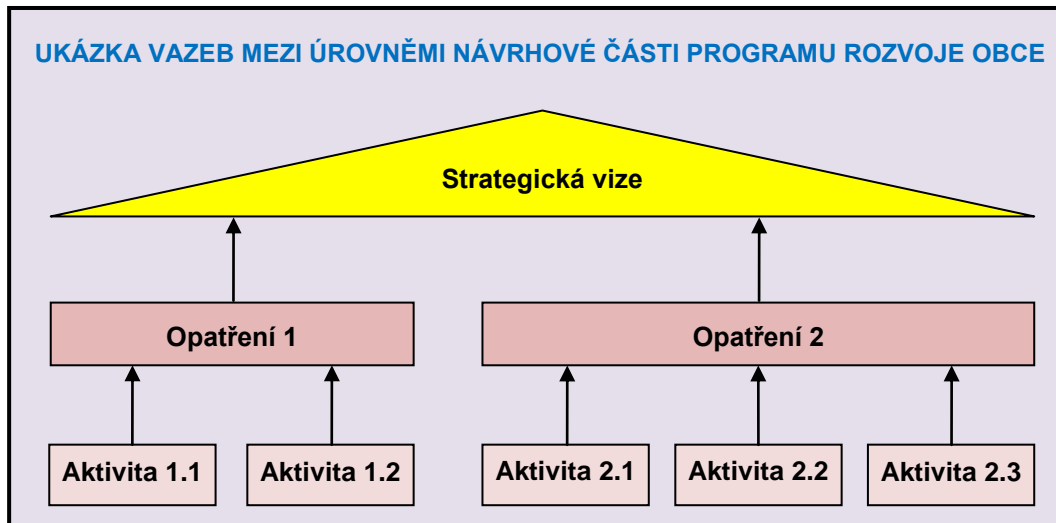 UKÁZKA VAZEB MEZI ÚROVNĚMI NÁVRHOVÉ ČÁSTI PROGRAMU ROZVOJE OBCE
Strategická vize
Opatření 1
Opatření 2
Aktivita 1.1
Aktivita 1.2
Aktivita 2.1
Aktivita 2.2
Aktivita 2.3